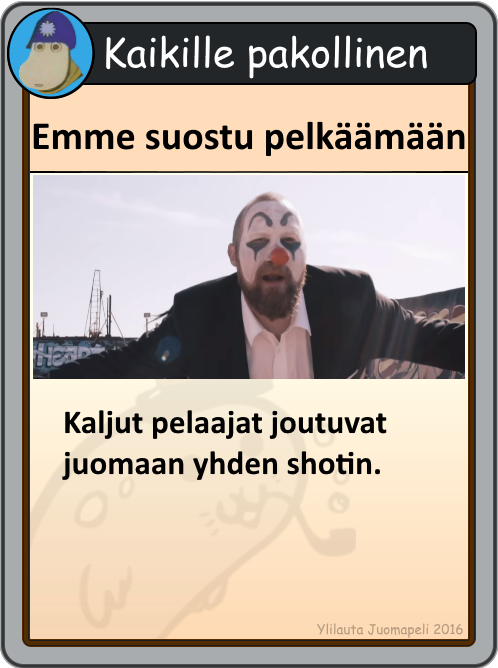 Kaikille pakollinen
Emme suostu pelkäämään
Kaljut pelaajat joutuvat
juomaan yhden shotin.
Ylilauta Juomapeli 2016